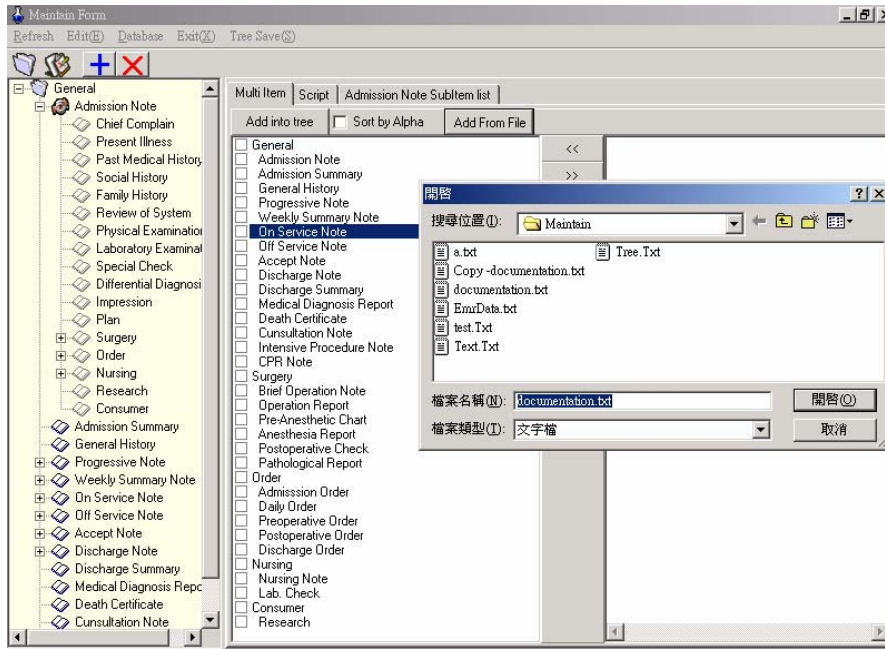 Maintain Form
Refresh Edit(E) Database Exit(X) Tree Save(S)
General
Admission Note
Chief Complain
Present Illness
Past Medical History
Social History
Family History
Review of System
Physical Examination
Laboratory Examinal
Special Check
Differential Diagnosi
Impression
Plan
Surgery
Order
Nursing
Research
Consumer
Admission Summary
General History
Progressive Note
Weekly Summary Note
On Service Note
Off Service Note
Accept Note
Discharge Note
Discharge Summary
Medical Diagnosis Repc
Death Certificate
Cunsultation Note
Multi Item Script Admission Note SubItem list
Add into tree Sort by Alpha Add From File
General
Admission Note
Admission Summary
General History
Progressive Note
Weekly Summary Note
On Service Note
Off Service Note
Accept Note
Discharge Note
Discharge Summary
Medical Diagnosis Report
Death Certificate
Cunsultation Note
Intensive Procedure Note
CPR Note
Surgery
Brief Operation Note
Operation Report
Pre-Anesthetic Chart
Anesthesia Report
Postoperative Check
Pathological Report
Order
Admisssion Order
Daily Order
Preoperative Order
Postoperative Order
Discharge Order
Nursing
Nursing Note
Lab. Check
Consumer
Research
<<
>>
開啓
搜尋位置(I): Maintain
a.txt
Copy -documentation.txt
documentation.txt
EmrData.txt
test.Txt
Text.Txt
Tree.Txt
檔案名稱(N): documentation.txt 開啓(O)
檔案類型(T): 文字檔 取消